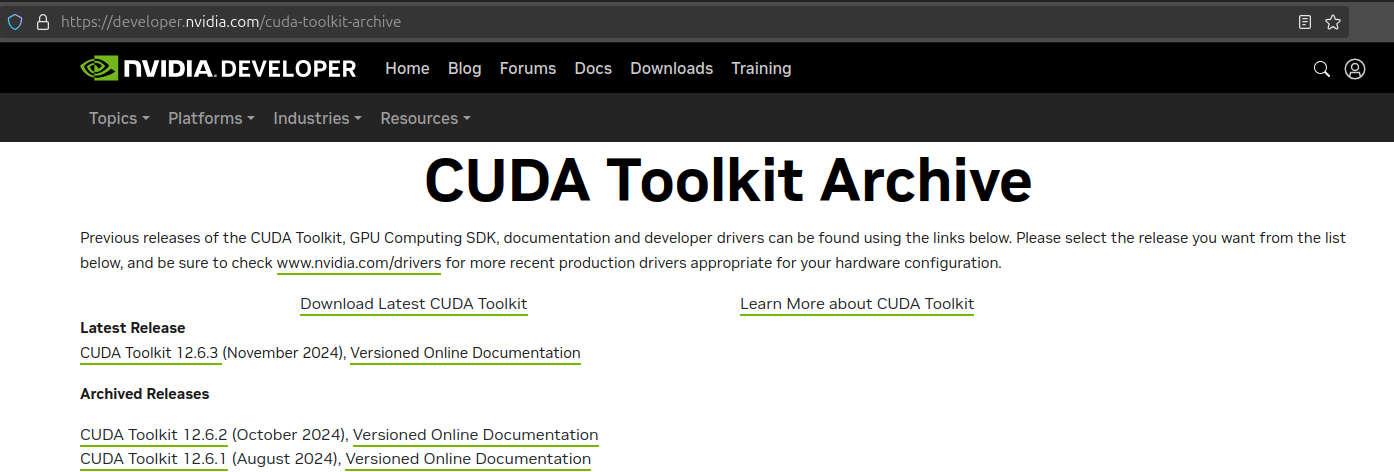 https://developer.nvidia.com/cuda-toolkit-archive
NVIDIA. DEVELOPER Home Blog Forums Docs Downloads Training
Topics Platforms Industries Resources
CUDA Toolkit Archive
Previous releases of the CUDA Toolkit, GPU Computing SDK, documentation and developer drivers can be found using the links below. Please select the release you want from the list
below, and be sure to check www.nvidia.com/drivers for more recent production drivers appropriate for your hardware configuration.
Download Latest CUDA Toolkit Learn More about CUDA Toolkit
Latest Release
CUDA Toolkit 12.6.3 (November 2024), Versioned Online Documentation
Archived Releases
CUDA Toolkit 12.6.2 (October 2024), Versioned Online Documentation
CUDA Toolkit 12.6.1 (August 2024), Versioned Online Documentation